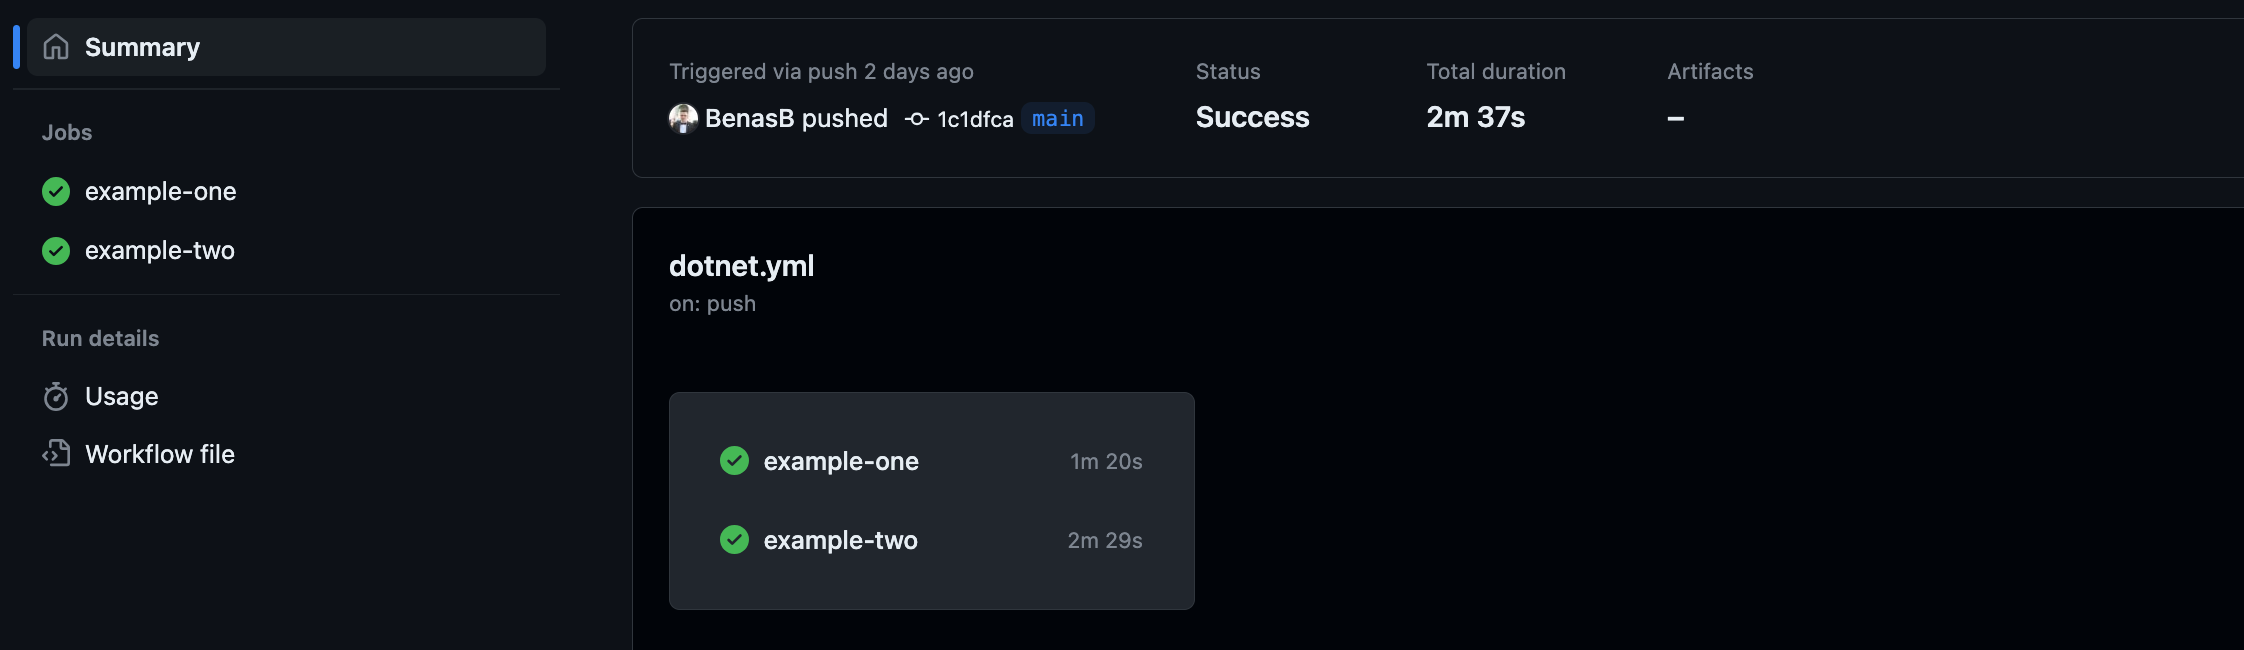 Summary
Jobs
example-one
example-two
Run details
Usage
Workflow file
Triggered via push 2 days ago
BenasB pushed 1c1dfca main
Status
Success
Total duration
2m 37s
Artifacts
–
dotnet.yml
on: push
example-one 1m 20s
example-two 2m 29s